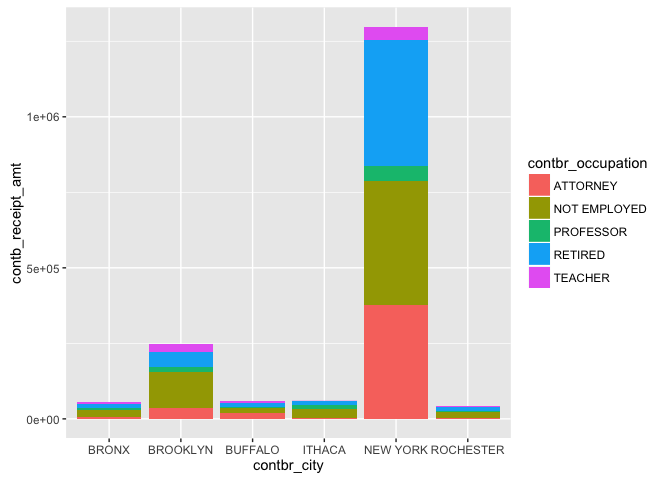 contb_receipt_amt
1e+06
5e+05
0e+00
BRONX
BROOKLYN
BUFFALO
ITHACA
NEW YORK
ROCHESTER
contbr_city
contbr_occupation
ATTORNEY
NOT EMPLOYED
PROFESSOR
RETIRED
TEACHER